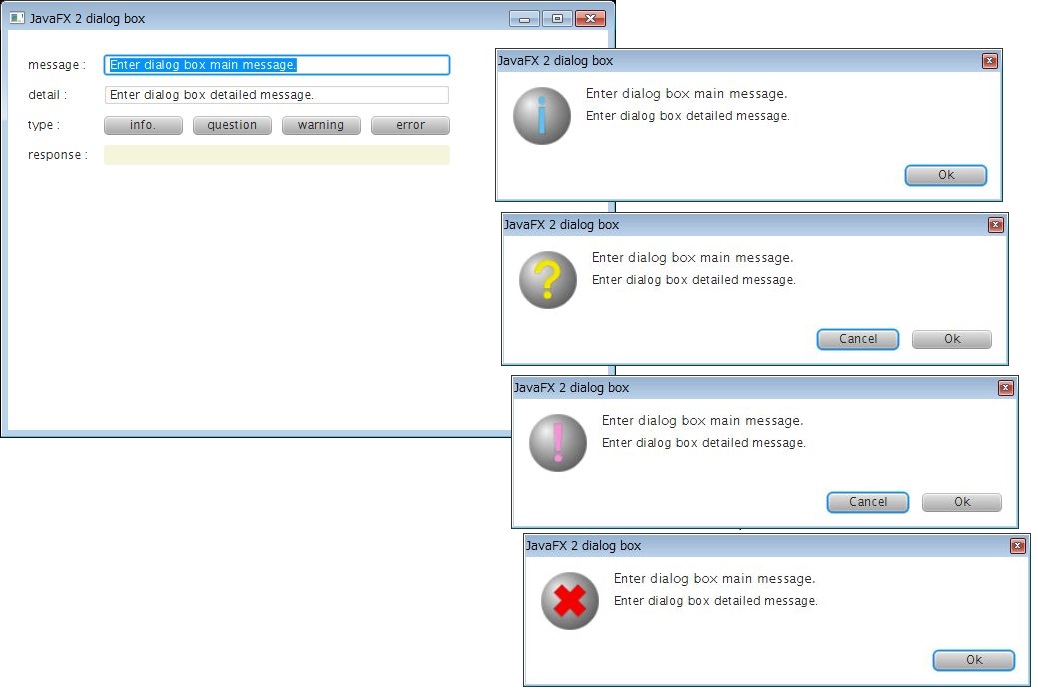 JavaFX 2 dialog box
message :
Enter dialog box main message.
detail :
Enter dialog box detailed message.
type :
info.
question
warning
error
response :
JavaFX 2 dialog box
Enter dialog box main message.
Enter dialog box detailed message.
Ok
JavaFX 2 dialog box
Enter dialog box main message.
Enter dialog box detailed message.
Cancel
Ok
JavaFX 2 dialog box
Enter dialog box main message.
Enter dialog box detailed message.
Cancel
Ok
JavaFX 2 dialog box
Enter dialog box main message.
Enter dialog box detailed message.
Ok